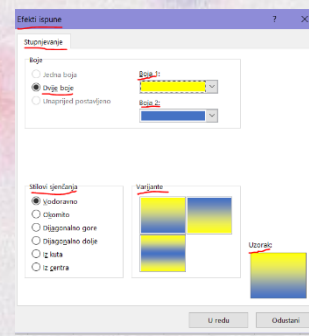 Efekti ispune ? ×
Stupnjevanje
Boje
Jedna boja
Dvije boje
Unaprijed postavljeno
Boja 1:
Boja 2:
Stilovi sjenčanja
Vodoravno
Okomito
Dijagonalno gore
Dijagonalno dolje
Iz kuta
Iz centra
Varijante
Uzorak:
U redu
Odustani